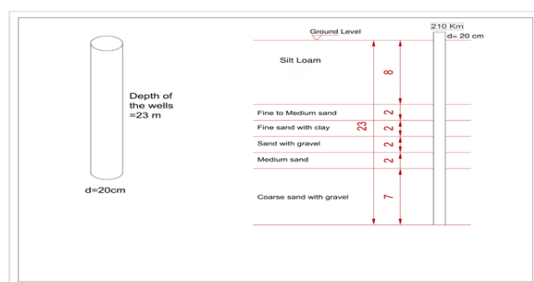 Depth of
the wells
=23 m
d=20cm
210 Km
d= 20 cm
Ground Level
Silt Loam
8
Fine to Medium sand
2
Fine sand with clay
23
2
Sand with gravel
2
Medium sand
2
Coarse sand with gravel
7